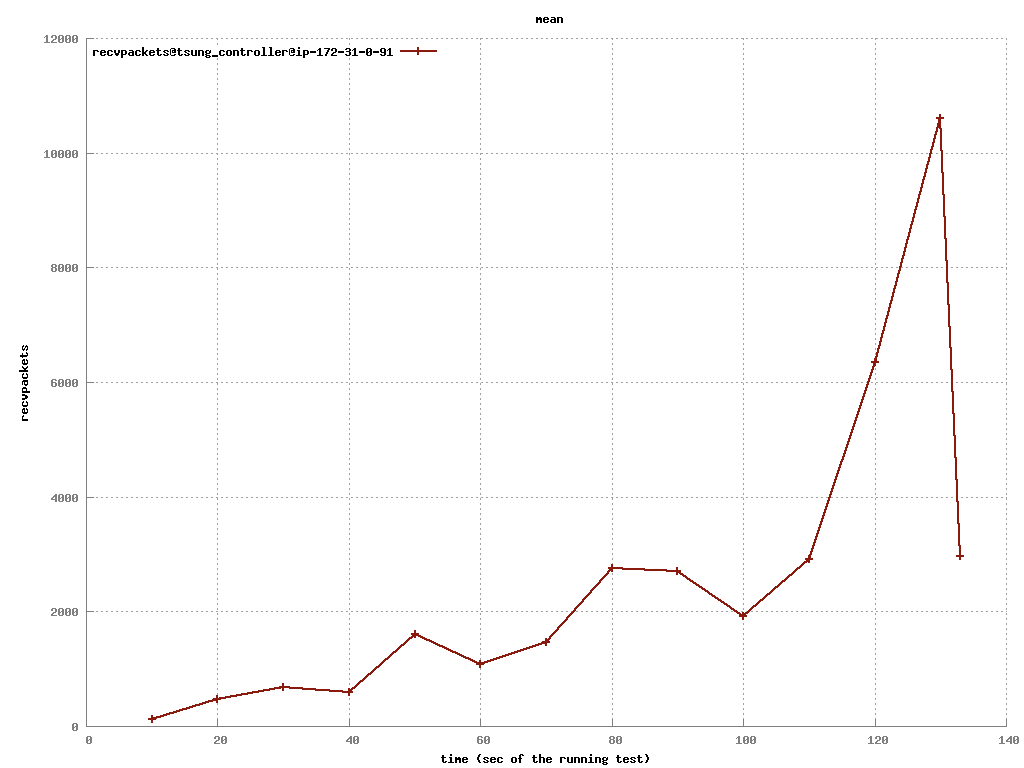 mean
recvpackets@tsung_controller@ip-172-31-0-91
12000
10000
8000
6000
4000
2000
0
recvpackets
0 20 40 60 80 100 120 140
time (sec of the running test)